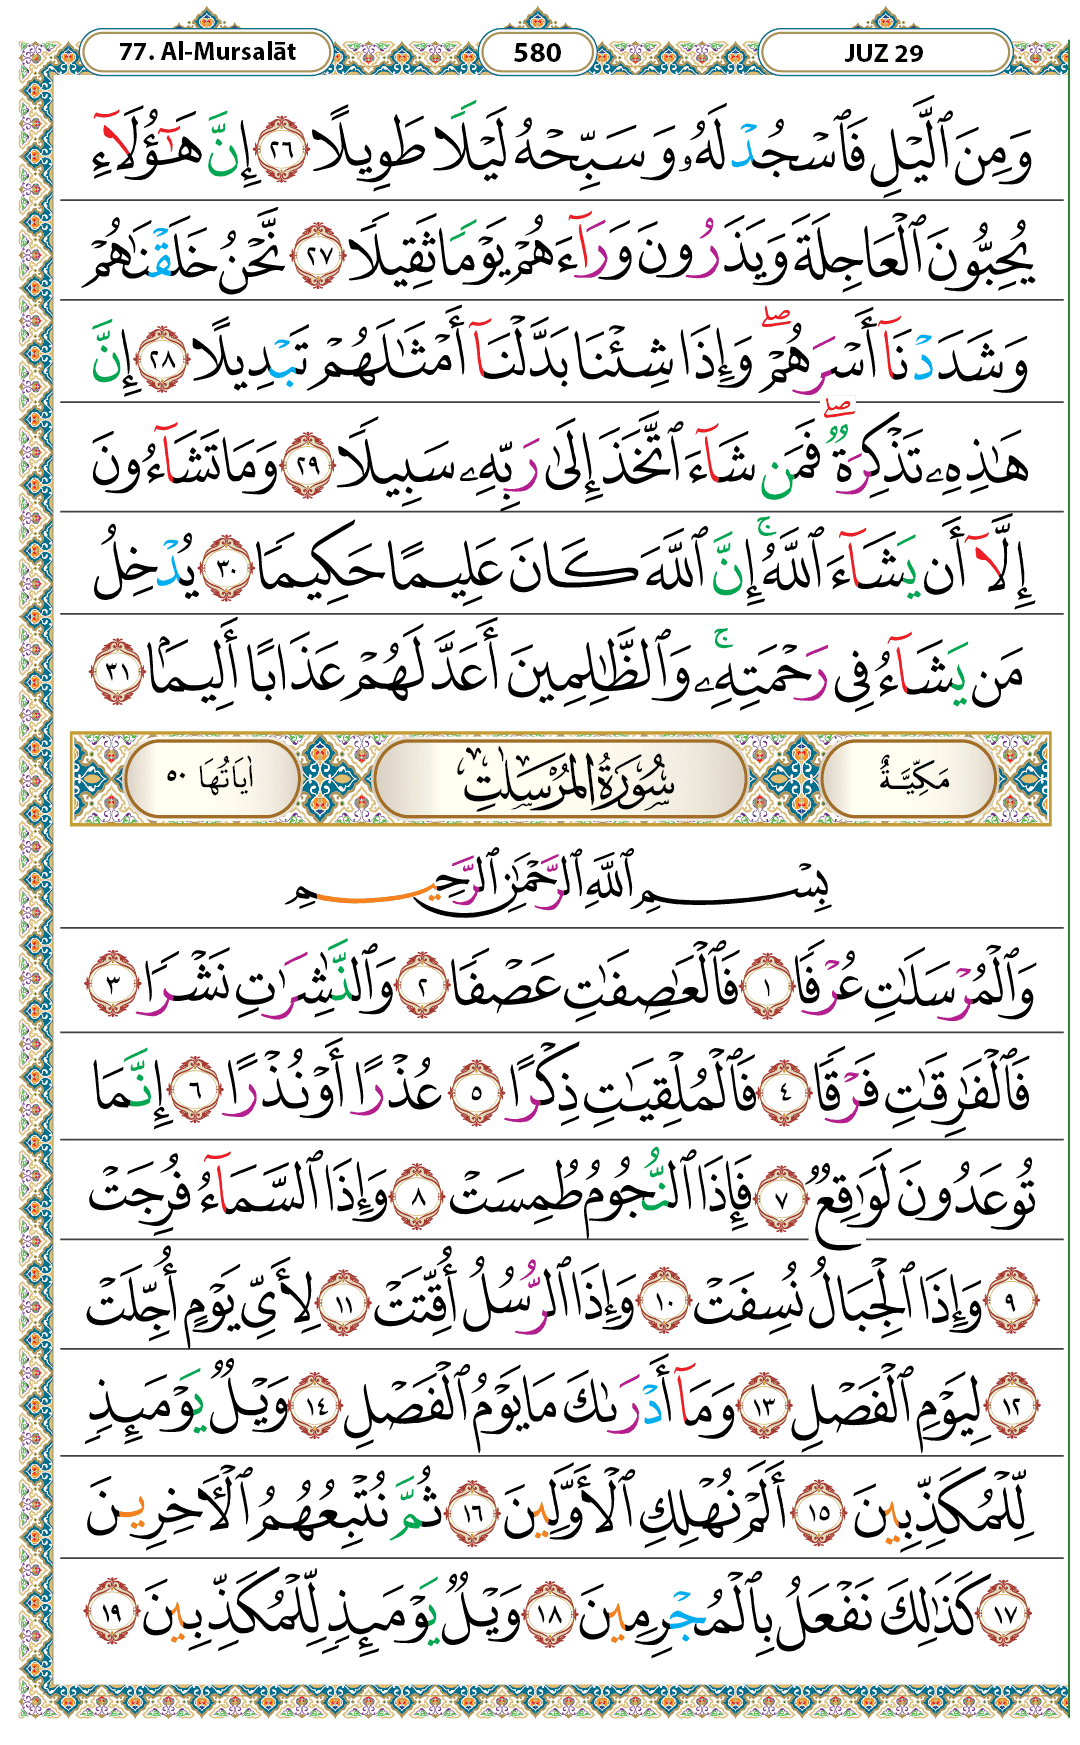 77. Al-Mursalāt 580 JUZ 29
وَمِنَ ٱلَّيۡلِ فَٱسۡجُدۡ لَهُۥ وَسَبِّحۡهُ لَيۡلًا طَوِيلًا ٢٦ إِنَّ هَٰٓؤُلَآءِ
يُحِبُّونَ ٱلۡعَاجِلَةَ وَيَذَرُونَ وَرَآءَهُمۡ يَوۡمًا ثَقِيلًا ٢٧ نَّحۡنُ خَلَقۡنَٰهُمۡ
وَشَدَدۡنَآ أَسۡرَهُمۡۖ وَإِذَا شِئۡنَا بَدَّلۡنَآ أَمۡثَٰلَهُمۡ تَبۡدِيلًا ٢٨ إِنَّ
هَٰذِهِۦ تَذۡكِرَةٞۖ فَمَن شَآءَ ٱتَّخَذَ إِلَىٰ رَبِّهِۦ سَبِيلًا ٢٩ وَمَا تَشَآءُونَ
إِلَّآ أَن يَشَآءَ ٱللَّهُۚ إِنَّ ٱللَّهَ كَانَ عَلِيمًا حَكِيمًا ٣٠ يُدۡخِلُ
مَن يَشَآءُ فِي رَحۡمَتِهِۦۚ وَٱلظَّٰلِمِينَ أَعَدَّ لَهُمۡ عَذَابًا أَلِيمَۢا ٣١
مَكِّيَّةٌ سُورَةُ المُرْسَلٰتِ اٰيَاتُهَا ٥٠
بِسۡمِ ٱللَّهِ ٱلرَّحۡمَٰنِ ٱلرَّحِيمِ
وَٱلۡمُرۡسَلَٰتِ عُرۡفٗا ١ فَٱلۡعَٰصِفَٰتِ عَصۡفٗا ٢ وَٱلنَّٰشِرَٰتِ نَشۡرٗا ٣
فَٱلۡفَٰرِقَٰتِ فَرۡقٗا ٤ فَٱلۡمُلۡقِيَٰتِ ذِكۡرًا ٥ عُذۡرًا أَوۡ نُذۡرًا ٦ إِنَّمَا
تُوعَدُونَ لَوَٰقِعٞ ٧ فَإِذَا ٱلنُّجُومُ طُمِسَتۡ ٨ وَإِذَا ٱلسَّمَآءُ فُرِجَتۡ
٩ وَإِذَا ٱلۡجِبَالُ نُسِفَتۡ ١٠ وَإِذَا ٱلرُّسُلُ أُقِّتَتۡ ١١ لِأَيِّ يَوۡمٍ أُجِّلَتۡ
١٢ لِيَوۡمِ ٱلۡفَصۡلِ ١٣ وَمَآ أَدۡرَىٰكَ مَا يَوۡمُ ٱلۡفَصۡلِ ١٤ وَيۡلٞ يَوۡمَئِذٖ
لِّلۡمُكَذِّبِينَ ١٥ أَلَمۡ نُهۡلِكِ ٱلۡأَوَّلِينَ ١٦ ثُمَّ نُتۡبِعُهُمُ ٱلۡأٓخِرِينَ
١٧ كَذَٰلِكَ نَفۡعَلُ بِٱلۡمُجۡرِمِينَ ١٨ وَيۡلٞ يَوۡمَئِذٖ لِّلۡمُكَذِّبِينَ ١٩